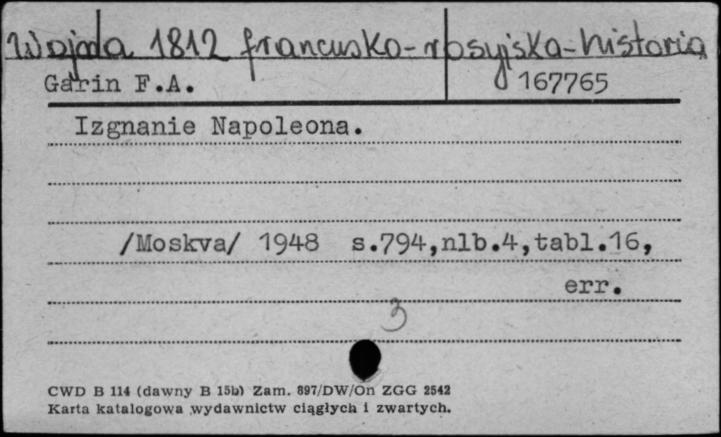 Wojna 1812 francusko-rosyjska-historia
Garin F.A. 167765
Izgnanie Napoleona.
/Moskva/ 1948 s.794,nlb.4,tabl.16,
err.
3
CWD B 114 (dawny B 15b) Zam. 897/DW/On ZGG 2542
Karta katalogowa wydawnictw ciągłych i zwartych.